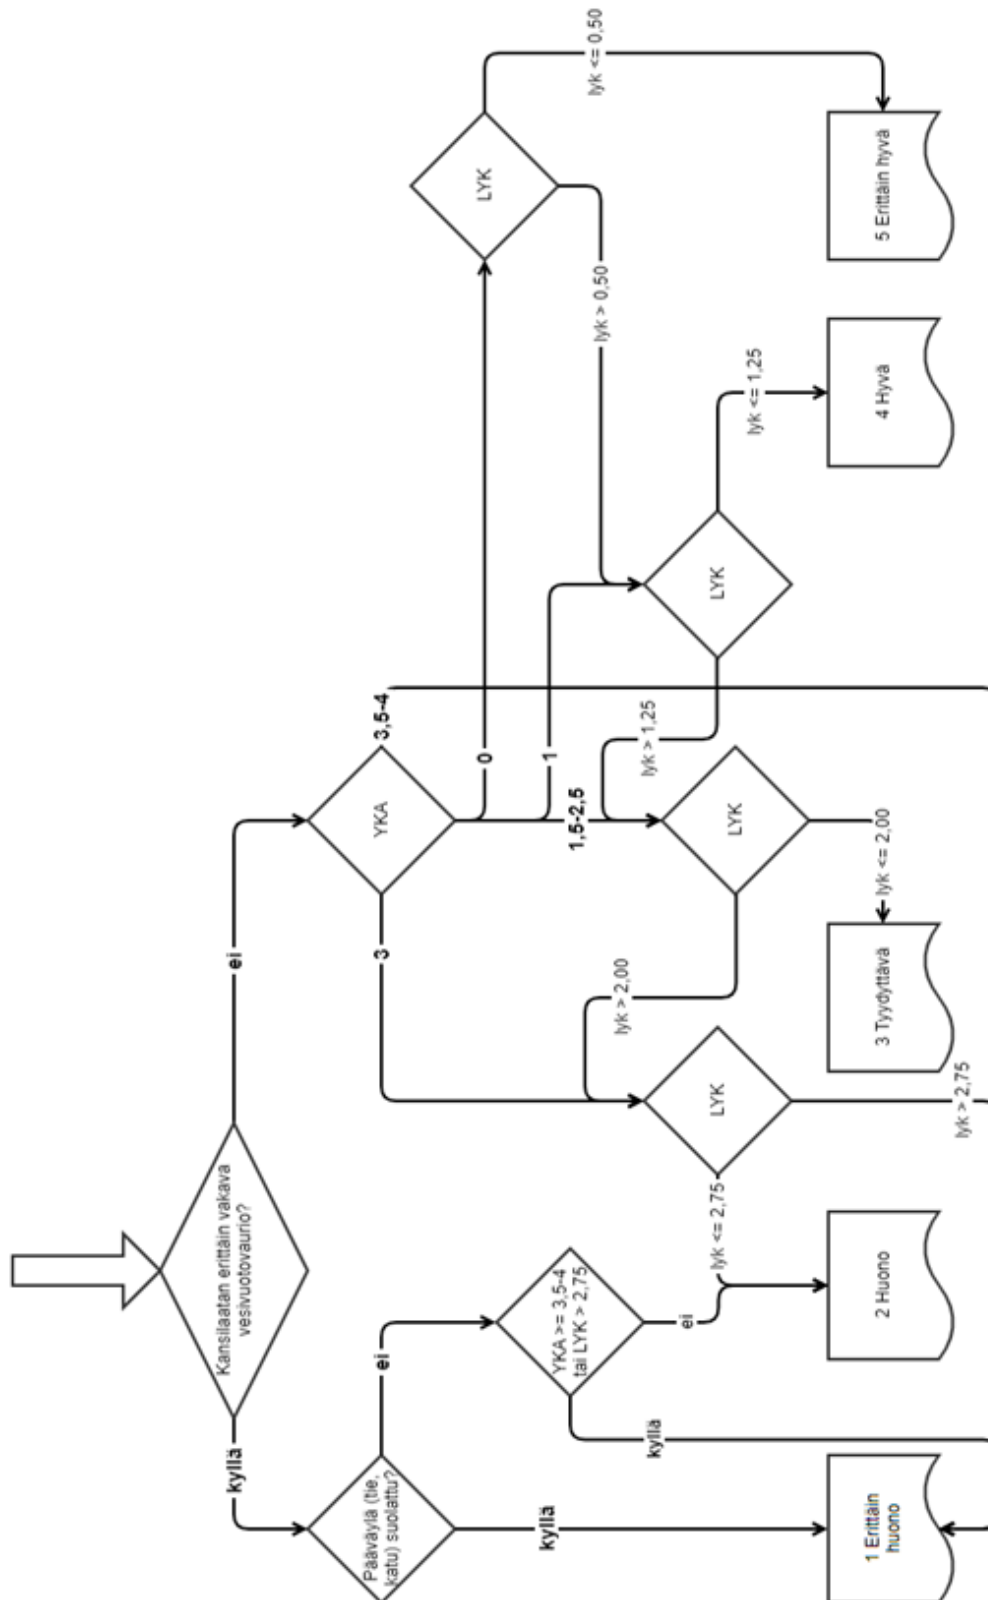 Kansilaatan erittäin vakava
vesivuotovaurio?
kyllä
ei
Pääväylä (tie,
katu) suolattu?
YKA
3,5-4
ei
3
0
LYK
kyllä
YKA >= 3,5-4
tai LYK > 2,75
1
1,5-2,5
lyk > 0,50
lyk <= 0,50
kyllä
ei
lyk > 2,00
lyk > 1,25
LYK
LYK
LYK
lyk <= 2,75
lyk <= 1,25
lyk > 2,75
lyk <= 2,00
1 Erittäin
huono
2 Huono
3 Tyydyttävä
4 Hyvä
5 Erittäin hyvä